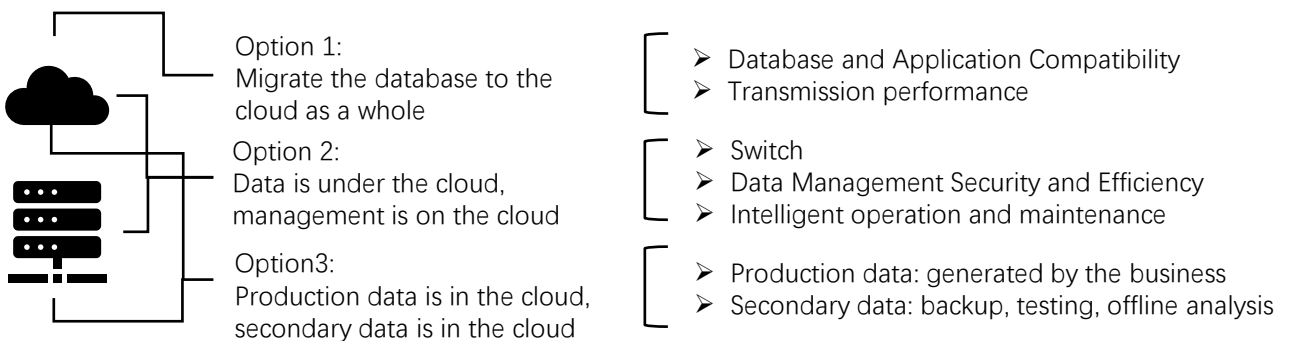 Option 1:
Migrate the database to the
cloud as a whole
➢ Database and Application Compatibility
➢ Transmission performance
Option 2:
Data is under the cloud,
management is on the cloud
➢ Switch
➢ Data Management Security and Efficiency
➢ Intelligent operation and maintenance
Option3:
Production data is in the cloud,
secondary data is in the cloud
➢ Production data: generated by the business
➢ Secondary data: backup, testing, offline analysis